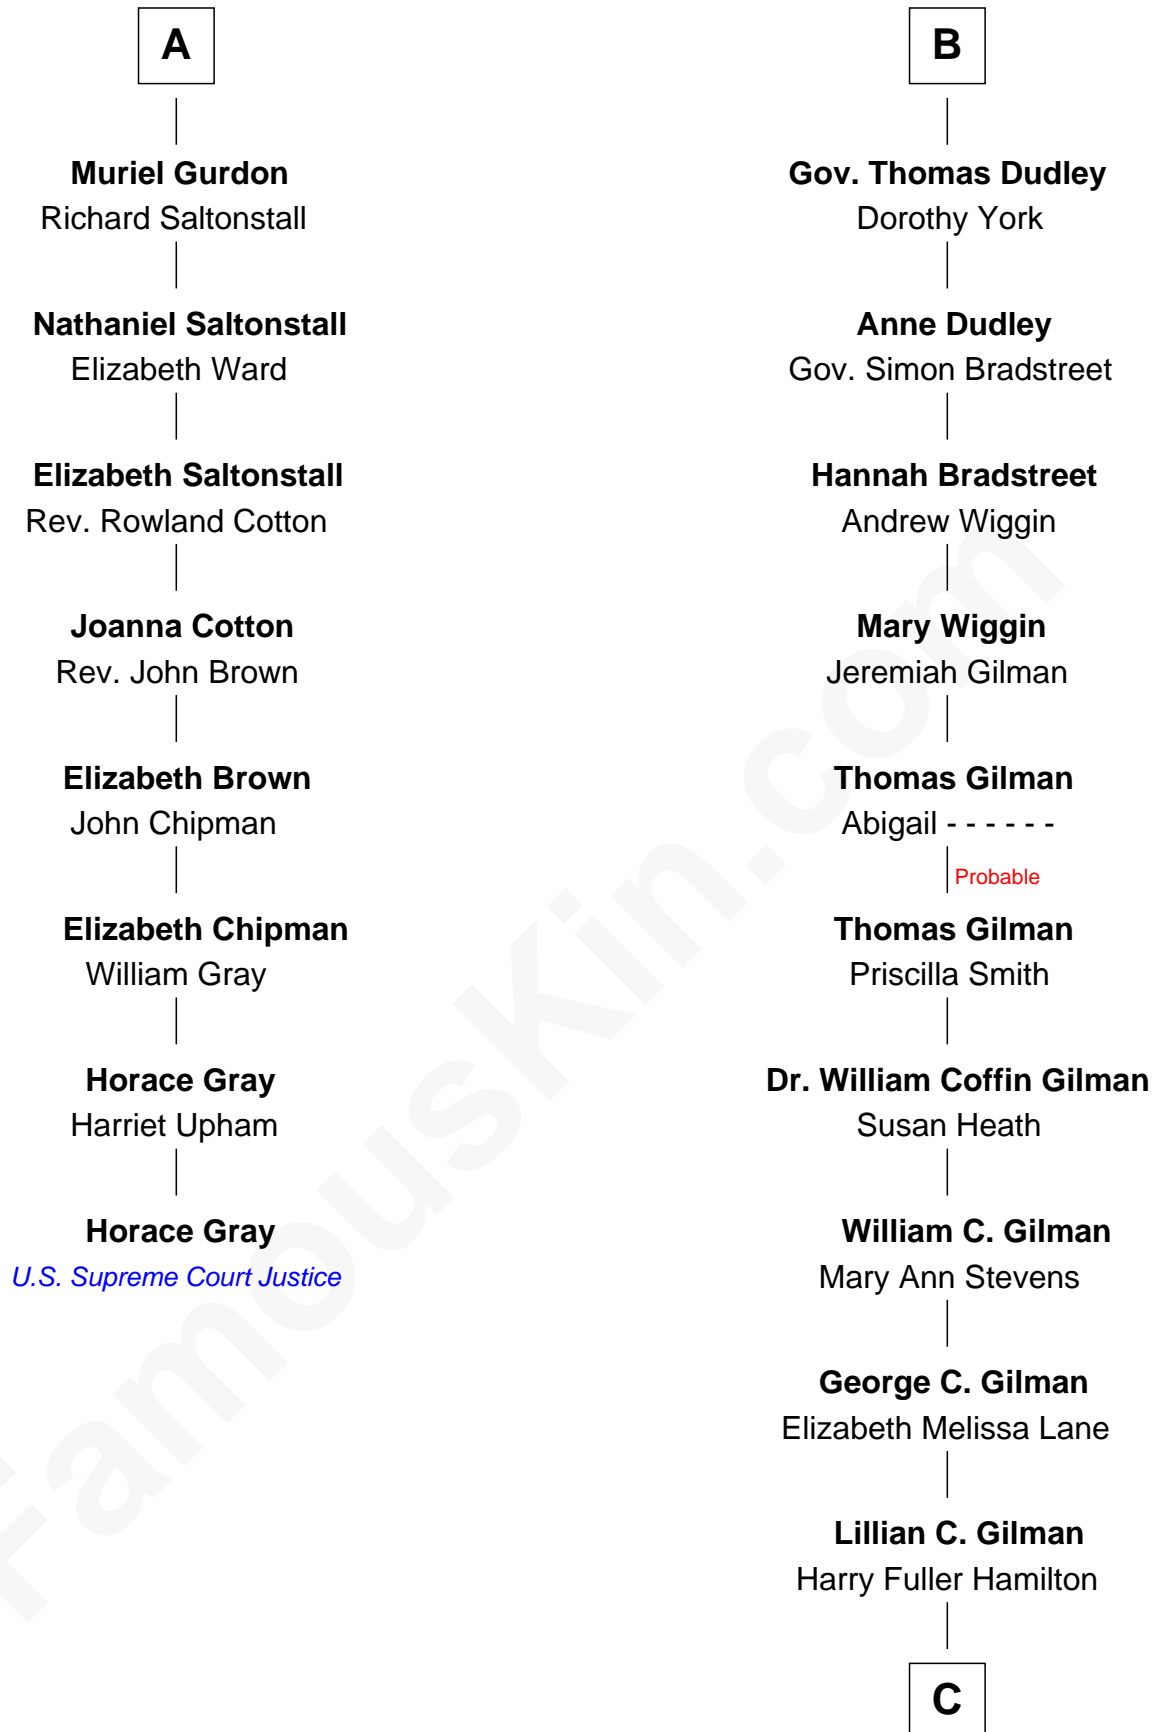 A
Muriel Gurdon
Richard Saltonstall
Nathaniel Saltonstall
Elizabeth Ward
Elizabeth Saltonstall
Rev. Rowland Cotton
Joanna Cotton
Rev. John Brown
Elizabeth Brown
John Chipman
Elizabeth Chipman
William Gray
Horace Gray
Harriet Upham
Horace Gray
U.S. Supreme Court Justice
B
Gov. Thomas Dudley
Dorothy York
Anne Dudley
Gov. Simon Bradstreet
Hannah Bradstreet
Andrew Wiggin
Mary Wiggin
Jeremiah Gilman
Thomas Gilman
Abigail - - - - - -
Probable
Thomas Gilman
Priscilla Smith
Dr. William Coffin Gilman
Susan Heath
William C. Gilman
Mary Ann Stevens
George C. Gilman
Elizabeth Melissa Lane
Lillian C. Gilman
Harry Fuller Hamilton
C
FamousKin.com